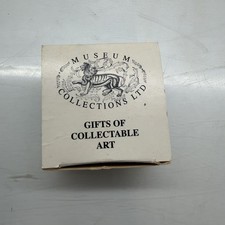 MUSEUM
COLLECTIONS LTD
GIFTS OF
COLLECTABLE
ART